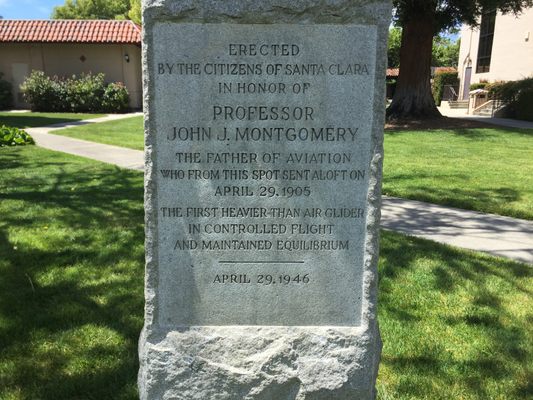 ERECTED
BY THE CITIZENS OF SANTA CLARA
IN HONOR OF
PROFESSOR
JOHN J. MONTGOMERY
THE FATHER OF AVIATION
WHO FROM THIS SPOT SENT ALOFT ON
APRIL 29, 1905
THE FIRST HEAVIER THAN AIR GLIDER
IN CONTROLLED FLIGHT
AND MAINTAINED EQUILIBRIUM
APRIL 29, 1946